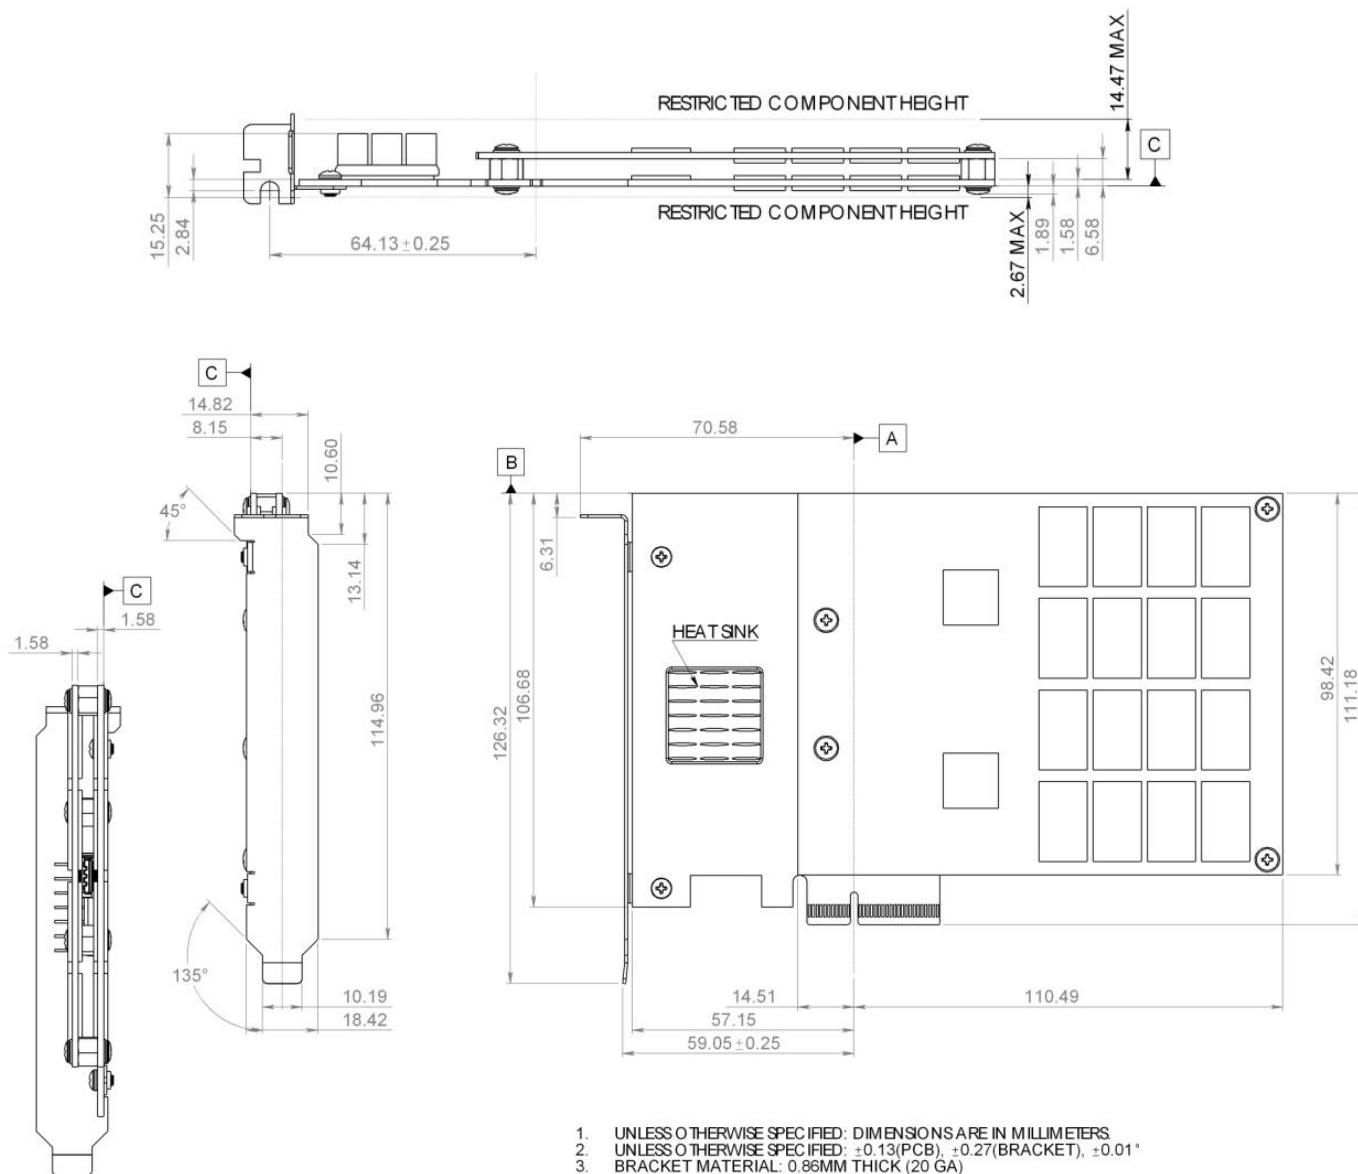 RESTRICTED COMPONENT HEIGHT
14.47 MAX
C
15.25
2.84
64.13±0.25
RESTRICTED COMPONENT HEIGHT
2.67 MAX
1.89
1.58
6.58
C
14.82
8.15
10.60
45°
13.14
114.96
C
1.58
1.58
135°
10.19
18.42
70.58
A
B
6.31
HEAT SINK
106.68
126.32
98.42
111.18
14.51
110.49
57.15
59.05±0.25
1. UNLESS OTHERWISE SPECIFIED: DIMENSIONS ARE IN MILLIMETERS.
2. UNLESS OTHERWISE SPECIFIED: ±0.13(PCB), ±0.27(BRACKET), ±0.01°
3. BRACKET MATERIAL: 0.86MM THICK (20 GA)